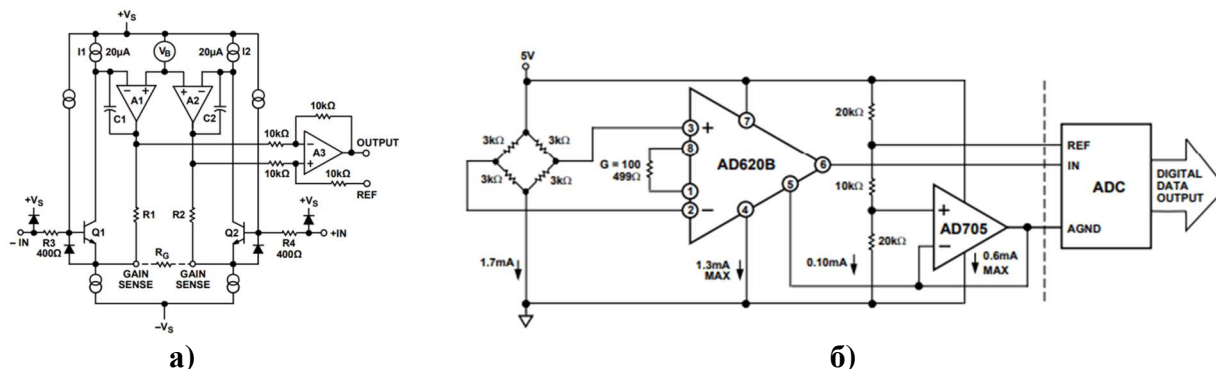 +VS
I1 20µA VB 20µA I2
− + + −
A1 A2
C1 C2
10kΩ
10kΩ − OUTPUT
A3
10kΩ +
10kΩ
REF
+VS R1 R2 +VS
− IN R3 Q1 Q2 R4 +IN
400Ω RG 400Ω
GAIN GAIN
SENSE SENSE
−VS
а)
5V
3kΩ 3kΩ
3kΩ 3kΩ
G = 100
499Ω
3 + 7
8 AD620B 6
1 5
2 − 4
1.7mA
1.3mA
MAX
20kΩ
10kΩ
20kΩ
0.10mA
+
AD705
−
0.6mA
MAX
REF
IN
ADC
AGND
DIGITAL
DATA
OUTPUT
б)